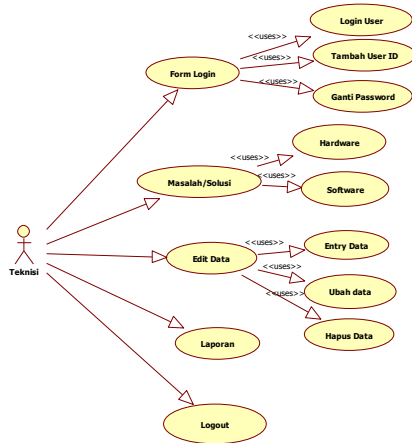 Login User
<<uses>>
Tambah User ID
<<uses>>
Form Login
<<uses>>
Ganti Password
Hardware
<<uses>>
Masalah/Solusi
<<uses>>
Software
Teknisi
Edit Data
<<uses>>
Entry Data
<<uses>>
Ubah data
<<uses>>
Hapus Data
Laporan
Logout